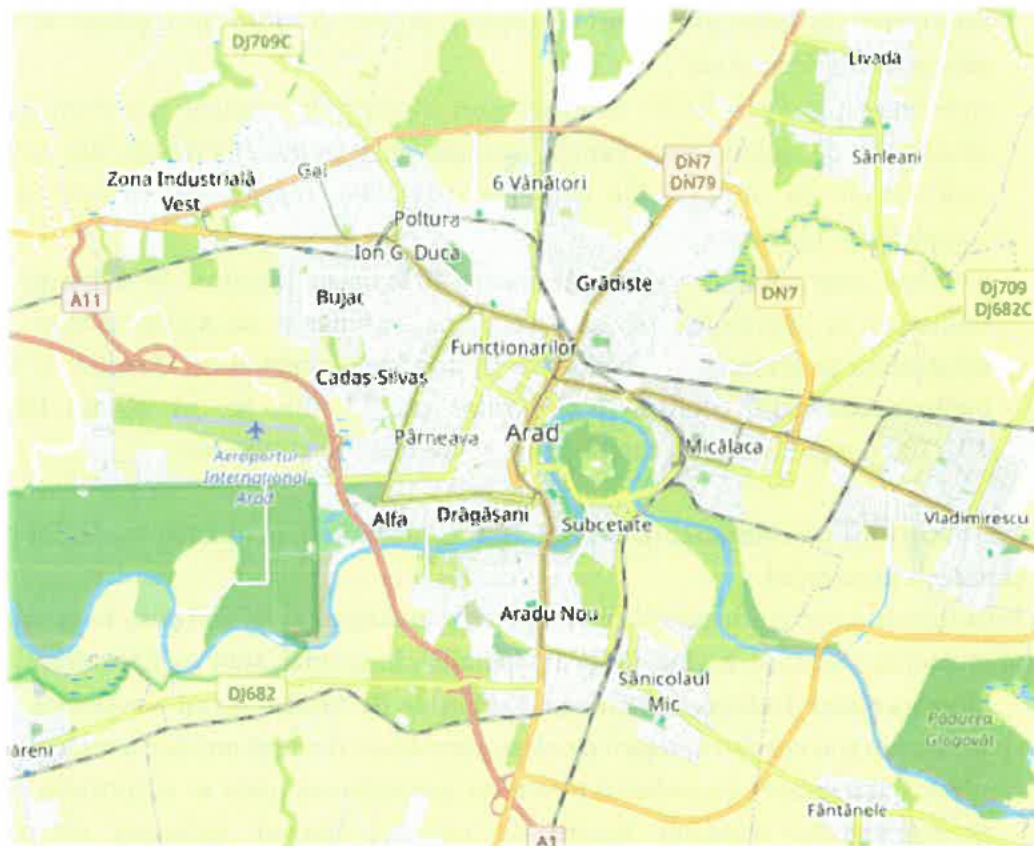 DJ709C
Livada
DN7
DN79
Sânleani
Gai
Zona Industrială
Vest
6 Vânători
Poltura
Ion G. Duca
Grădiște
Bujac
A11
DN7
DJ709
DJ682C
Funcționarilor
Cadaș-Silvaș
Arad
Pârneava
Micălaca
Aeroportul
Internațional
Arad
Alfa
Drăgășani
Subcetate
Vladimirescu
Aradu Nou
Sânicolaul
Mic
DJ682
Pădurea
Glogovăț
Fântânele
A1